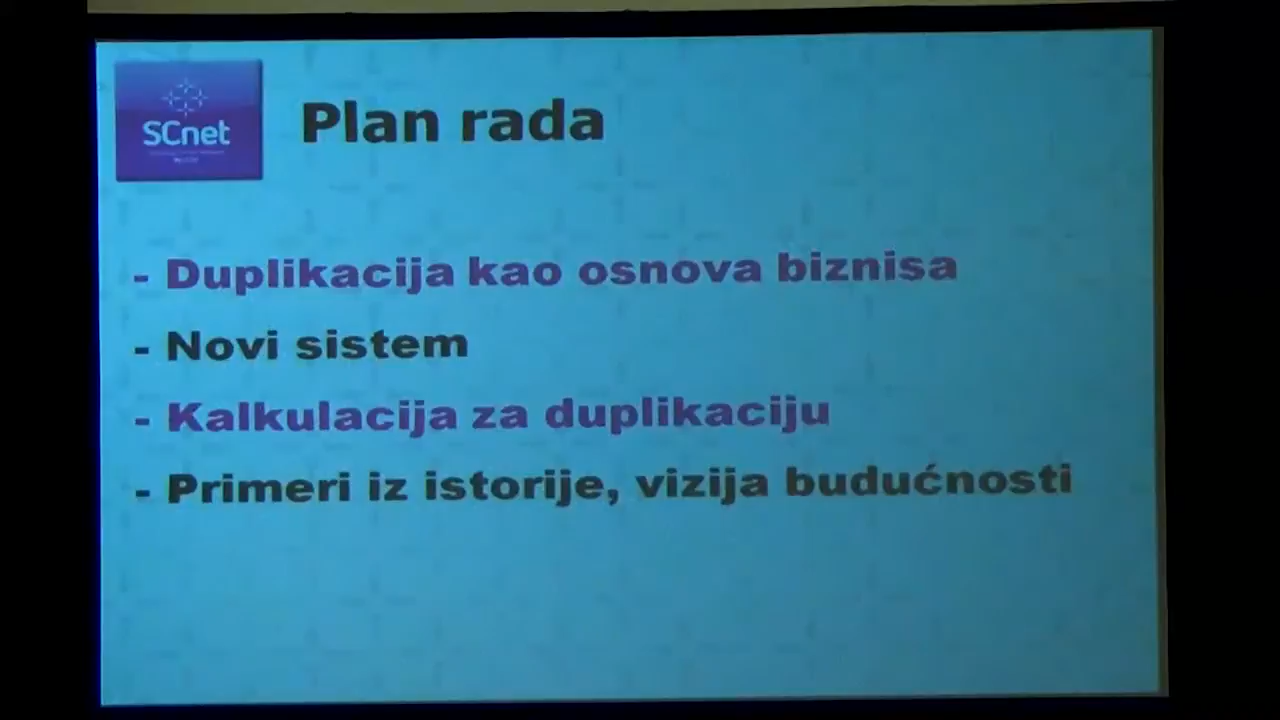 SCnet
Plan rada
- Duplikacija kao osnova biznisa
- Novi sistem
- Kalkulacija za duplikaciju
- Primeri iz istorije, vizija budućnosti